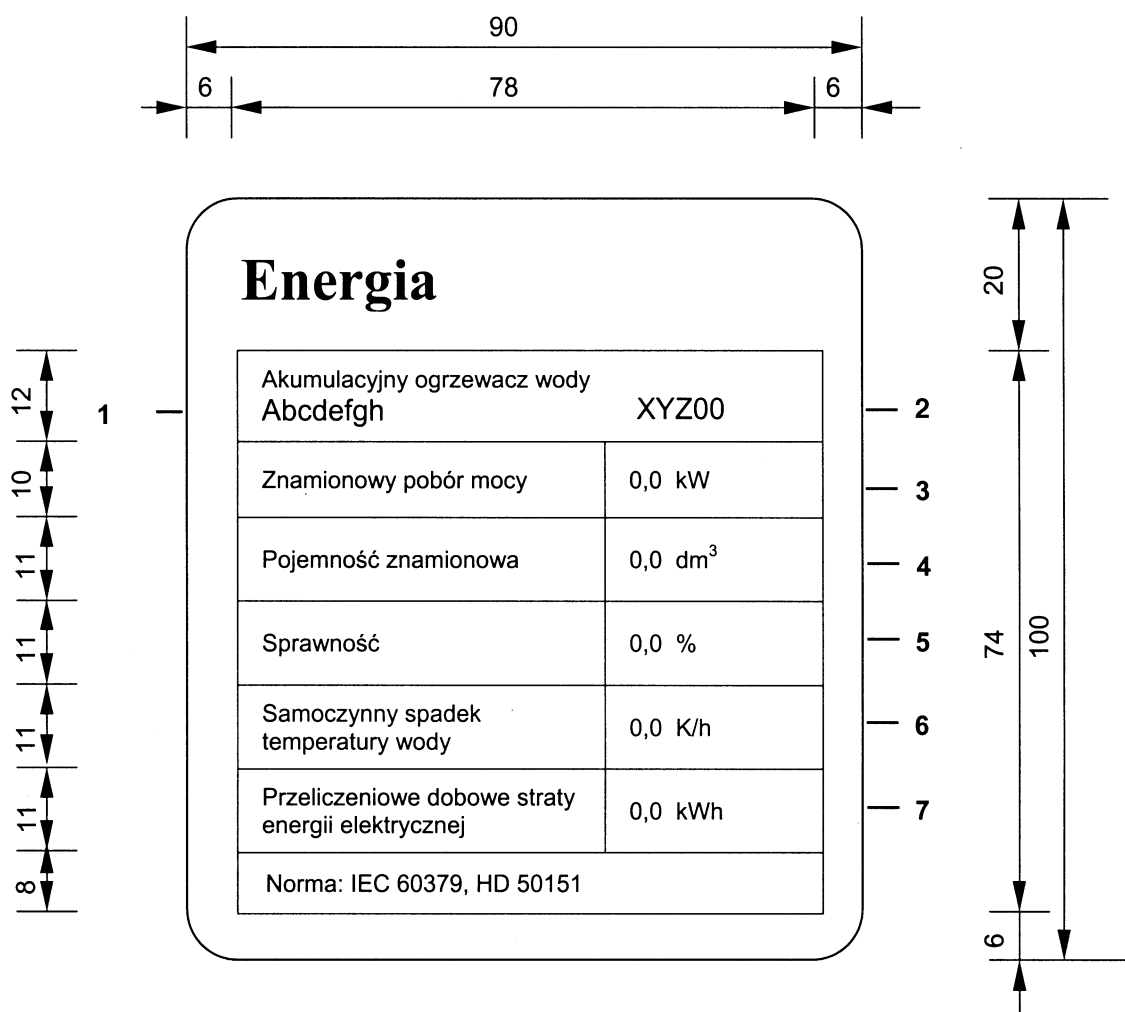 90
6 78 6
Energia
20
12
1
Akumulacyjny ogrzewacz wody
Abcdefgh XYZ00
2
10
Znamionowy pobór mocy 0,0 kW
3
11
Pojemność znamionowa 0,0 dm³
4
11
Sprawność 0,0 %
5
74
100
11
Samoczynny spadek
temperatury wody
0,0 K/h
6
11
Przeliczeniowe dobowe straty
energii elektrycznej
0,0 kWh
7
8
Norma: IEC 60379, HD 50151
6